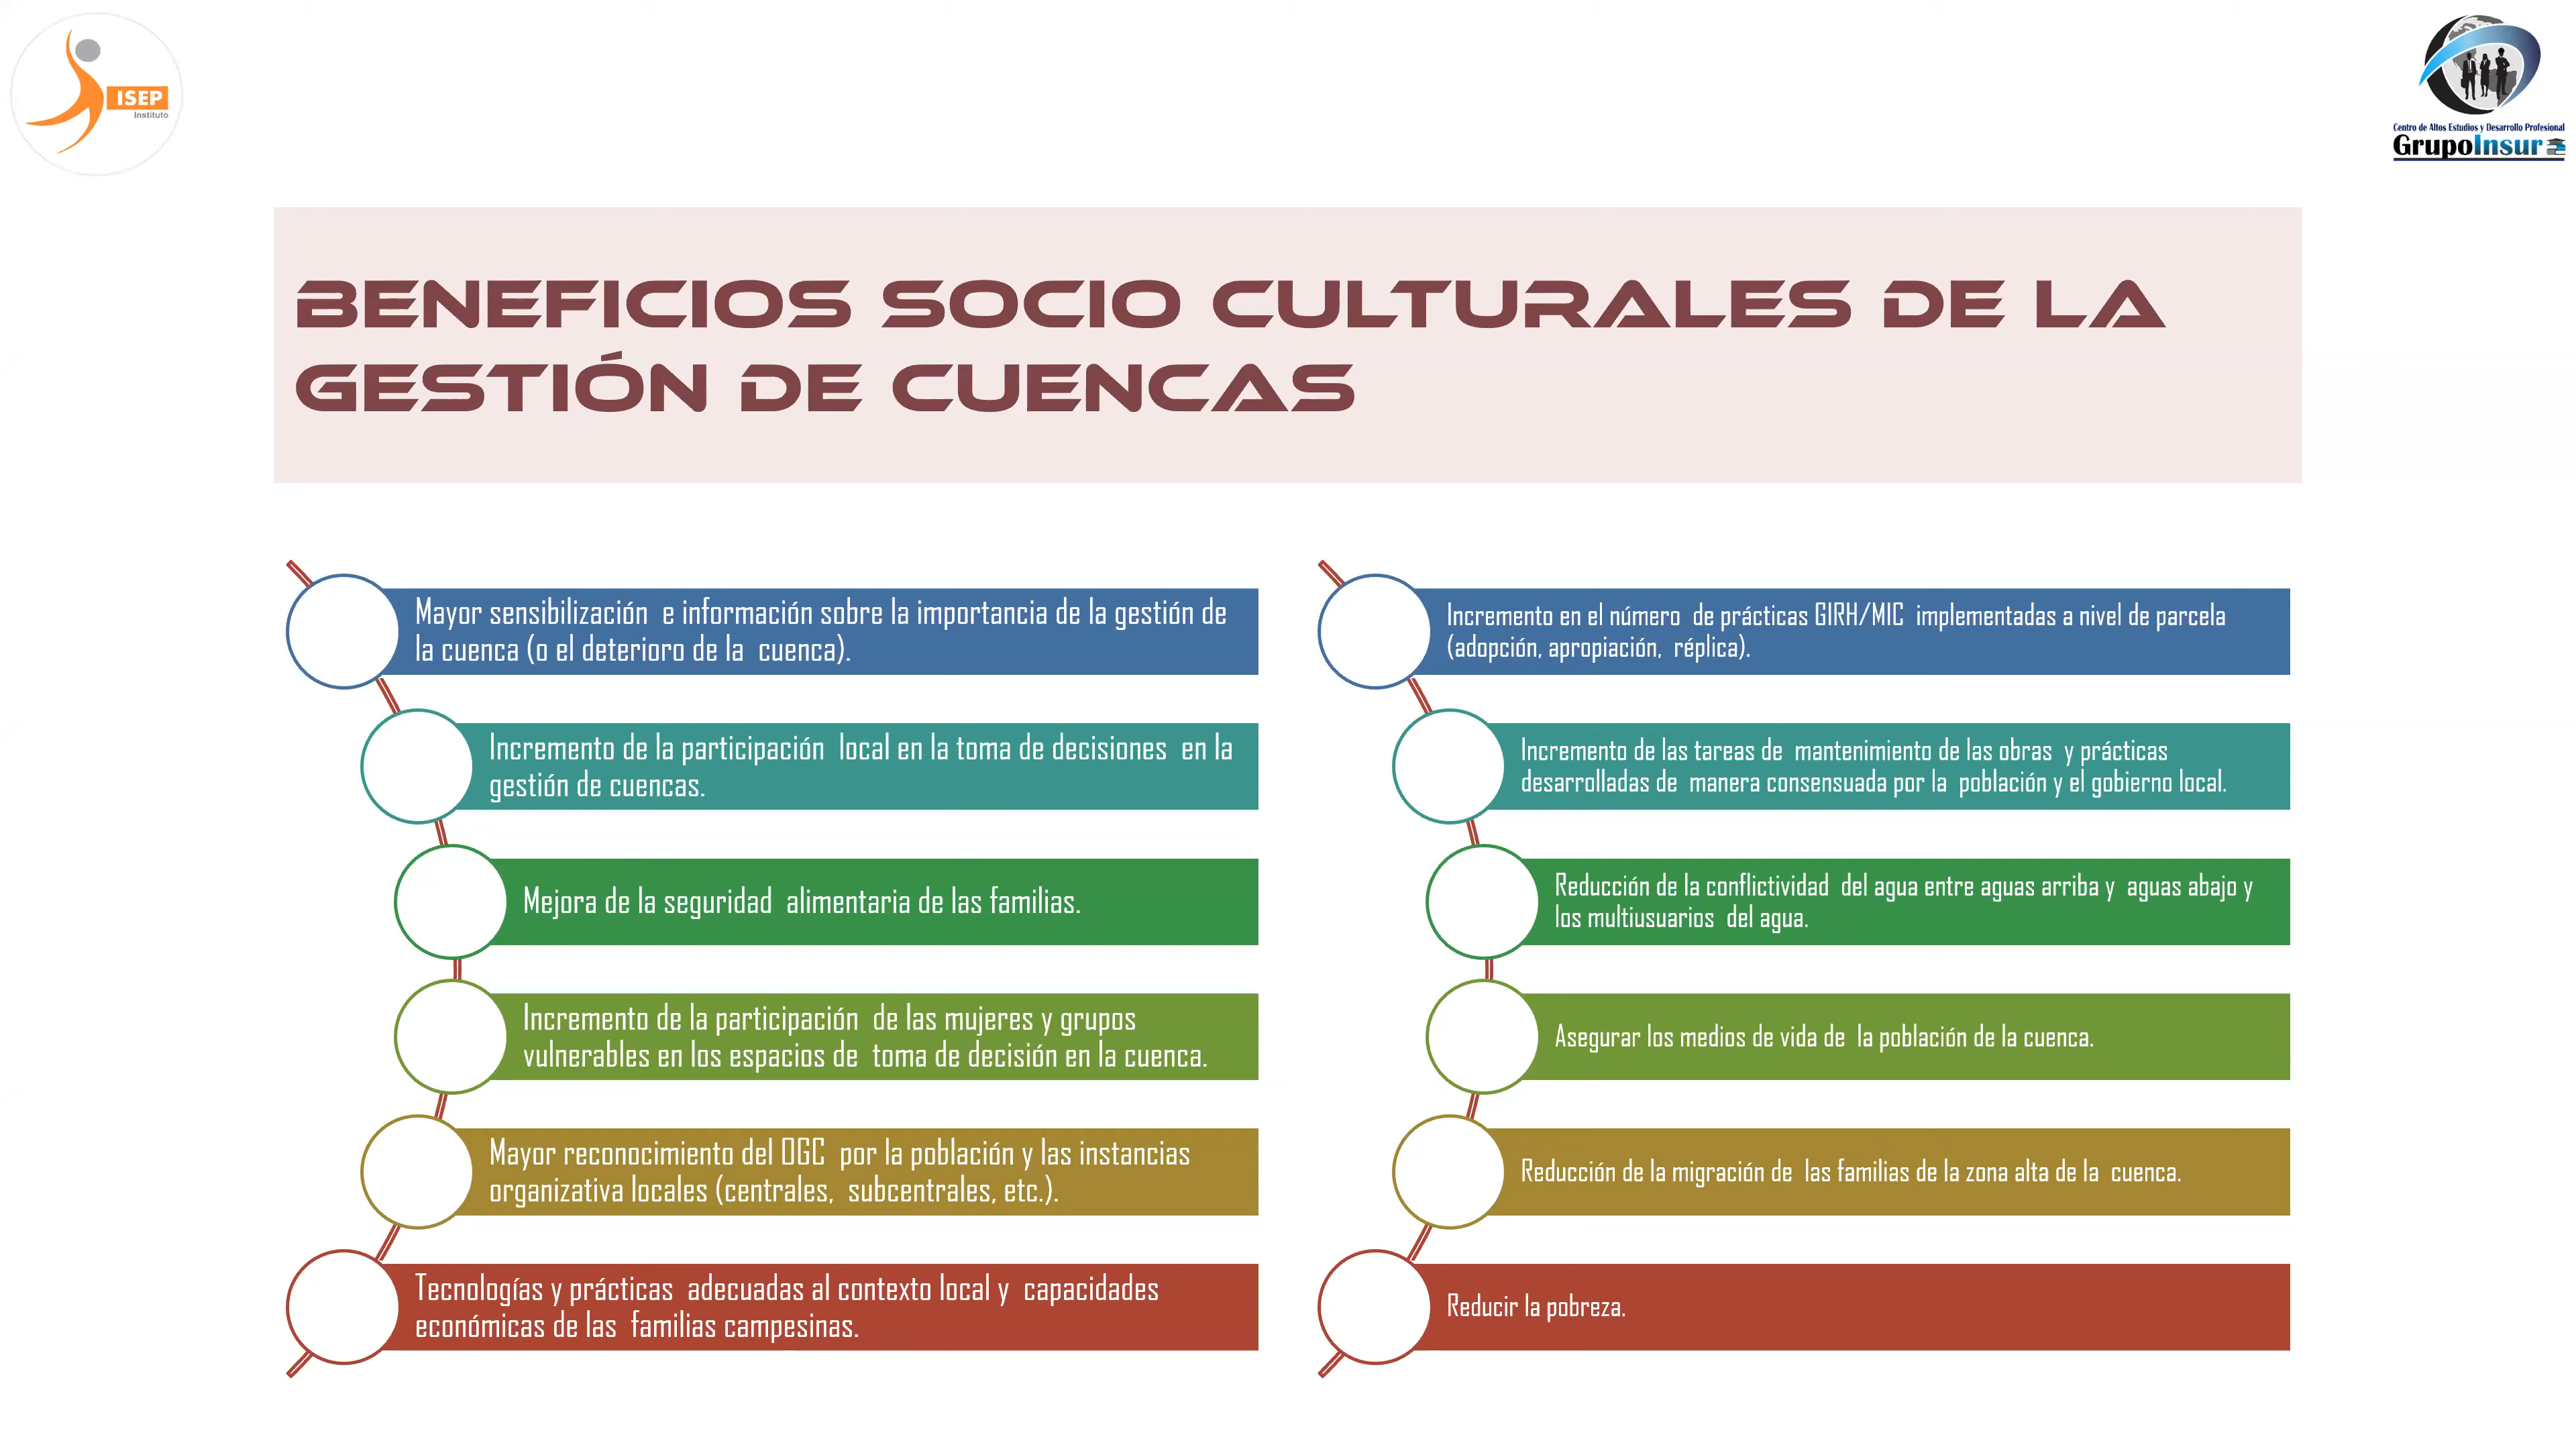 ISEP
Instituto
Centro de Altos Estudios y Desarrollo Profesional
GrupoInsur
BENEFICIOS SOCIO CULTURALES DE LA
GESTIÓN DE CUENCAS
Mayor sensibilización e información sobre la importancia de la gestión de
la cuenca (o el deterioro de la cuenca).
Incremento de la participación local en la toma de decisiones en la
gestión de cuencas.
Mejora de la seguridad alimentaria de las familias.
Incremento de la participación de las mujeres y grupos
vulnerables en los espacios de toma de decisión en la cuenca.
Mayor reconocimiento del OGC por la población y las instancias
organizativa locales (centrales, subcentrales, etc.).
Tecnologías y prácticas adecuadas al contexto local y capacidades
económicas de las familias campesinas.
Incremento en el número de prácticas GIRH/MIC implementadas a nivel de parcela
(adopción, apropiación, réplica).
Incremento de las tareas de mantenimiento de las obras y prácticas
desarrolladas de manera consensuada por la población y el gobierno local.
Reducción de la conflictividad del agua entre aguas arriba y aguas abajo y
los multiusuarios del agua.
Asegurar los medios de vida de la población de la cuenca.
Reducción de la migración de las familias de la zona alta de la cuenca.
Reducir la pobreza.